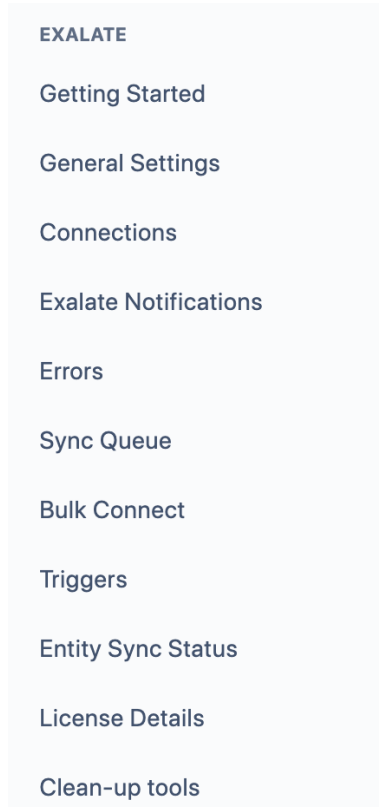 EXALATE
Getting Started
General Settings
Connections
Exalate Notifications
Errors
Sync Queue
Bulk Connect
Triggers
Entity Sync Status
License Details
Clean-up tools